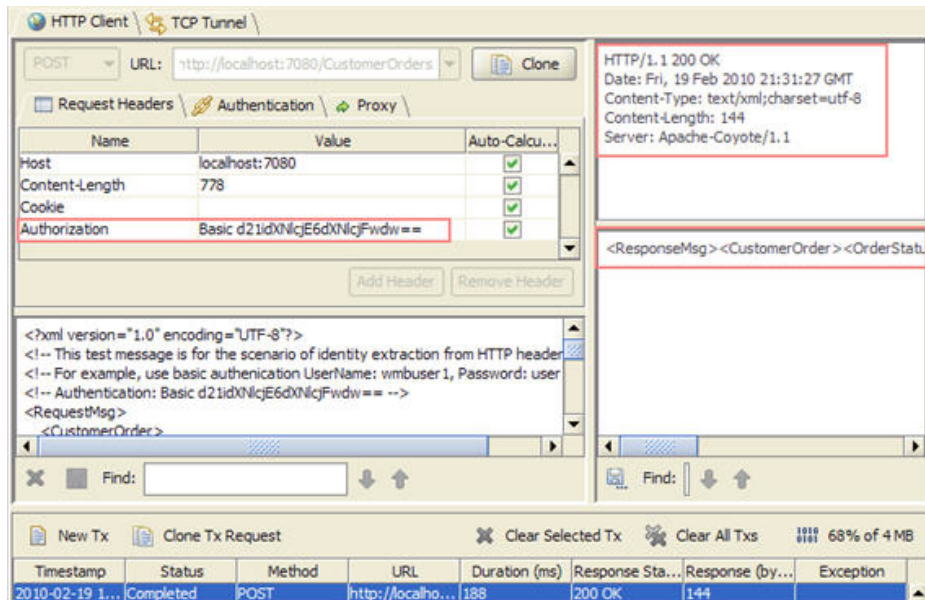 HTTP Client
TCP Tunnel
POST
URL:
http://localhost:7080/CustomerOrders
Clone
Request Headers
Authentication
Proxy
Name Value Auto-Calcu...
Host localhost:7080
Content-Length 778
Cookie
Authorization Basic d21idXNlcjE6dXNlcjFwdw==
Add Header Remove Header
<?xml version="1.0" encoding="UTF-8"?>
<!-- This test message is for the scenario of identity extraction from HTTP header
<!-- For example, use basic authenication UserName: wmbuser1, Password: user
<!-- Authentication: Basic d21idXNlcjE6dXNlcjFwdw== -->
<RequestMsg>
<CustomerOrder>
Find:
HTTP/1.1 200 OK
Date: Fri, 19 Feb 2010 21:31:27 GMT
Content-Type: text/xml;charset=utf-8
Content-Length: 144
Server: Apache-Coyote/1.1
<ResponseMsg><CustomerOrder><OrderStatu
Find:
New Tx Clone Tx Request Clear Selected Tx Clear All Txs 68% of 4 MB
Timestamp Status Method URL Duration (ms) Response Sta... Response (by... Exception
2010-02-19 1... Completed POST http://localho... 188 200 OK 144